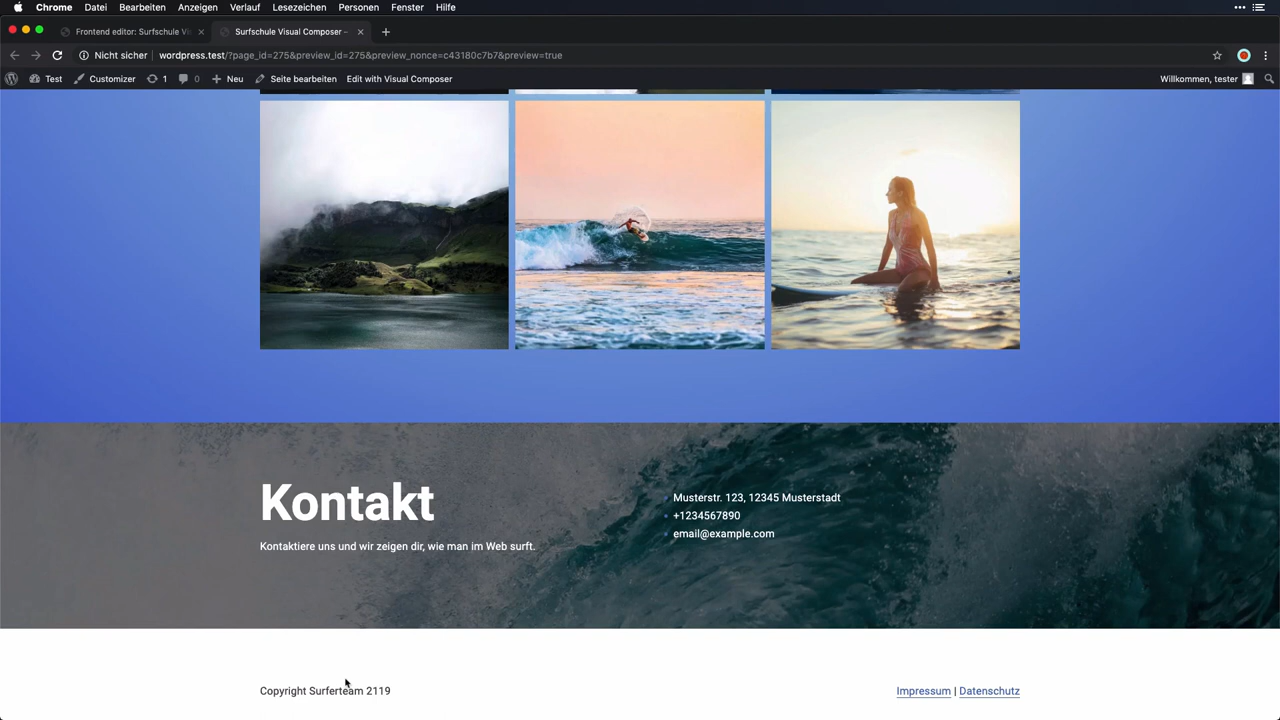 Chrome Datei Bearbeiten Anzeigen Verlauf Lesezeichen Personen Fenster Hilfe
Frontend editor: Surfschule Vi
Surfschule Visual Composer –
Nicht sicher wordpress.test/?page_id=275&preview_id=275&preview_nonce=c43180c7b7&preview=true
Test Customizer 1 0 Neu Seite bearbeiten Edit with Visual Composer Willkommen, tester
Kontakt
Kontaktiere uns und wir zeigen dir, wie man im Web surft.
Musterstr. 123, 12345 Musterstadt
+1234567890
email@example.com
Copyright Surferteam 2119
Impressum | Datenschutz